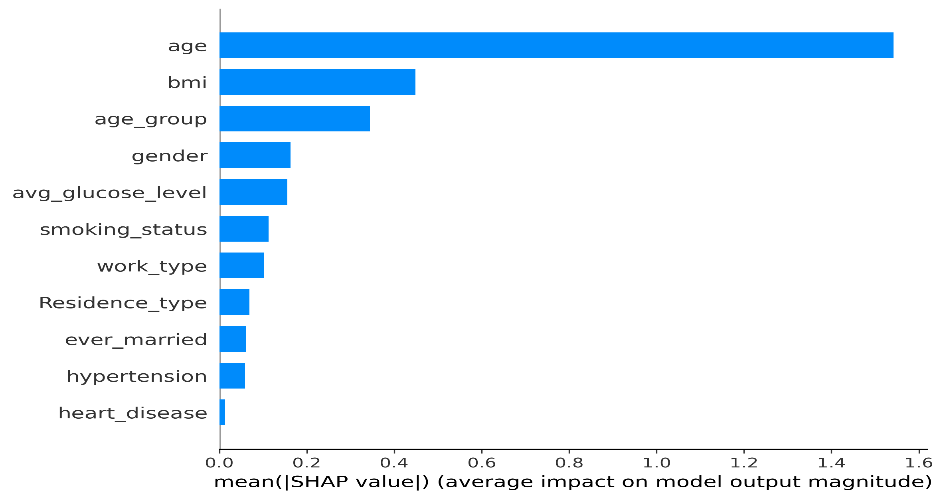 age
bmi
age_group
gender
avg_glucose_level
smoking_status
work_type
Residence_type
ever_married
hypertension
heart_disease
0.0 0.2 0.4 0.6 0.8 1.0 1.2 1.4 1.6
mean(|SHAP value|) (average impact on model output magnitude)